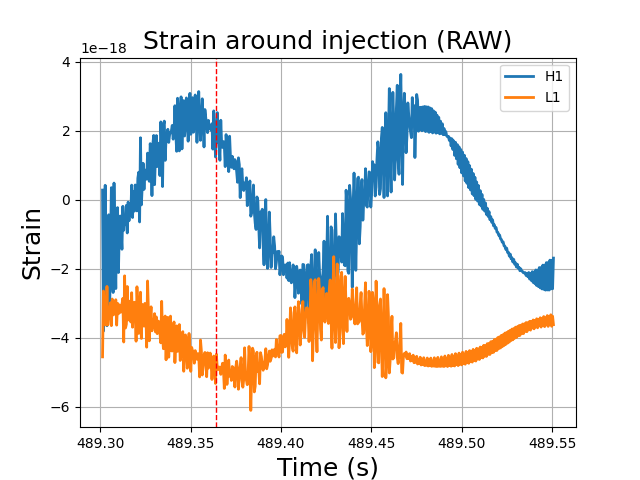 Strain around injection (RAW)
1e−18
H1
L1
4
2
0
−2
−4
−6
Strain
489.30 489.35 489.40 489.45 489.50 489.55
Time (s)